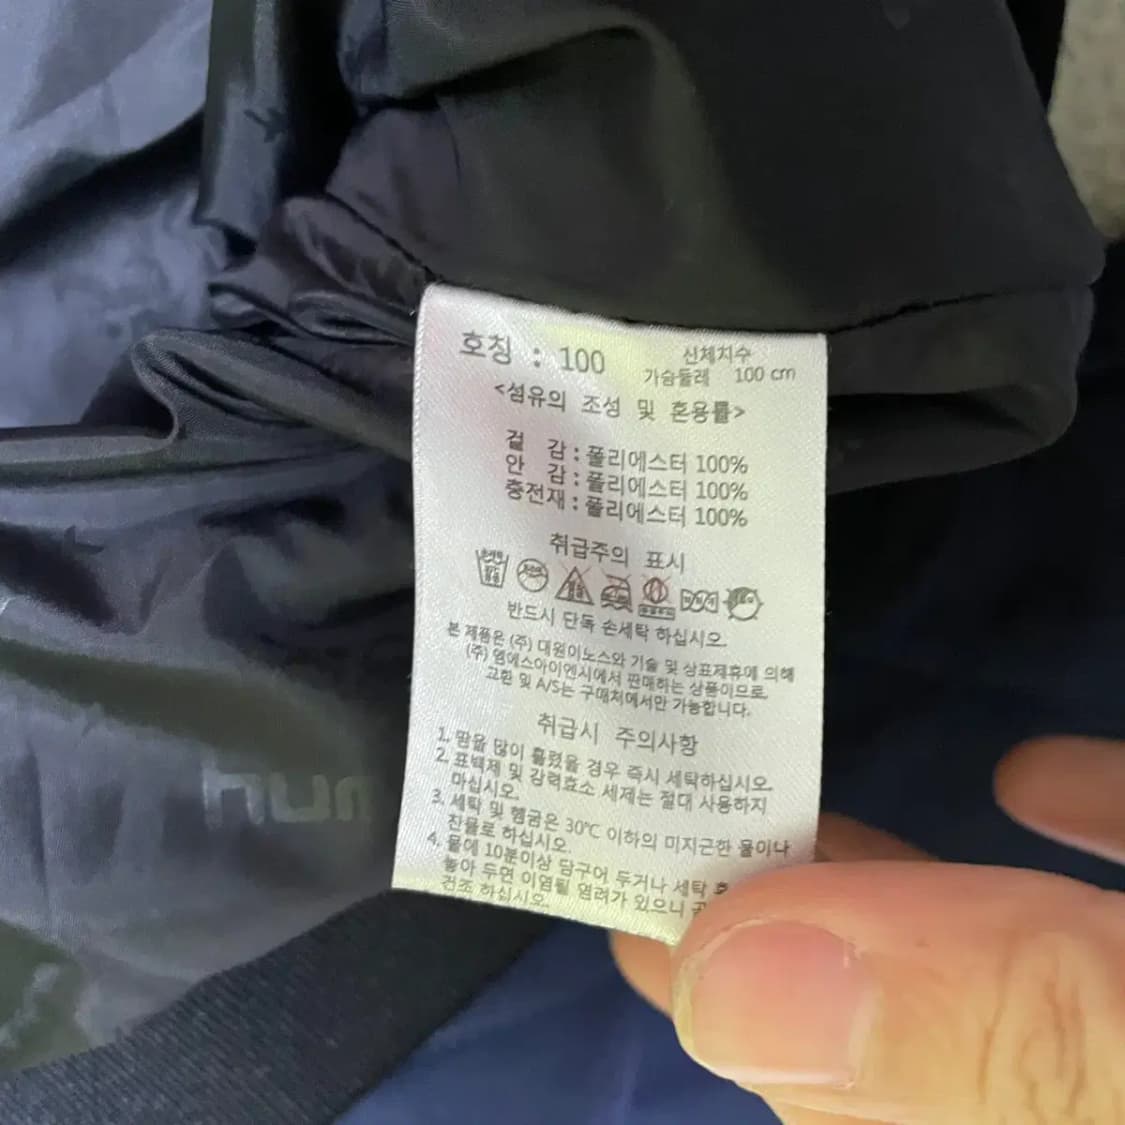 호칭 : 100
신체치수
가슴둘레 100 cm
<섬유의 조성 및 혼용률>
겉 감 : 폴리에스터 100%
안 감 : 폴리에스터 100%
충전재 : 폴리에스터 100%
취급주의 표시
반드시 단독 손세탁 하십시오.
본 제품은 (주) 대원이노스와 기술 및 상표제휴에 의해
(주) 엠에스아이엔시에서 판매하는 상품이므로,
교환 및 A/S는 구매처에서만 가능합니다.
취급시 주의사항
1. 땀을 많이 흘렸을 경우 즉시 세탁하십시오.
2. 표백제 및 강력효소 세제는 절대 사용하지
마십시오.
3. 세탁 및 헹굼은 30℃ 이하의 미지근한 물이나
찬물로 하십시오.
4. 물에 10분이상 담구어 두거나 세탁
놓아 두면 이염될 염려가 있으니
건조 하십시오.